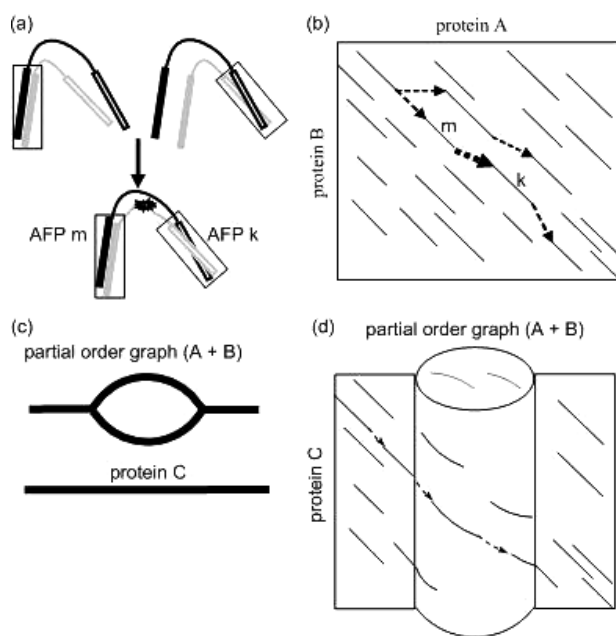 (a)
AFP m
AFP k
(b)
protein A
protein B
m
k
(c)
partial order graph (A + B)
protein C
(d)
partial order graph (A + B)
protein C